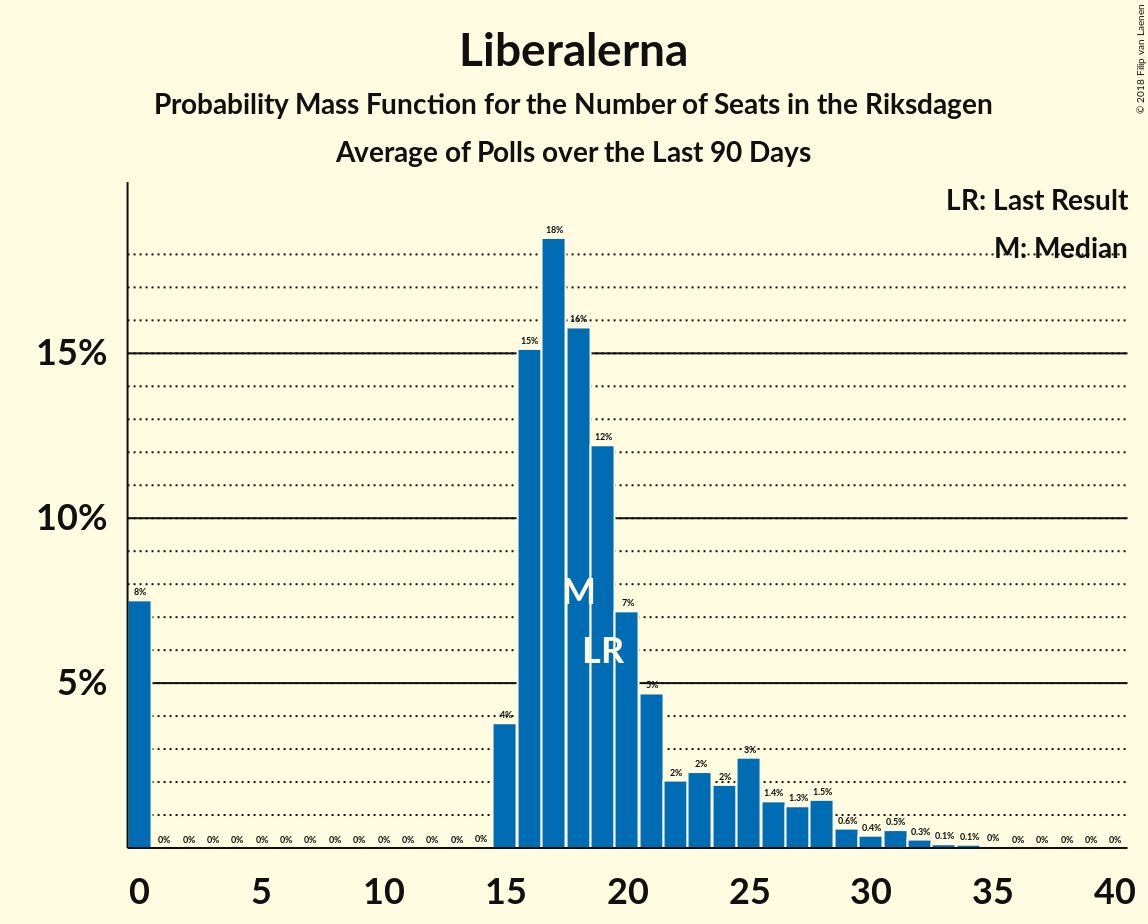 Liberalerna
Probability Mass Function for the Number of Seats in the Riksdagen
Average of Polls over the Last 90 Days
© 2018 Filip van Laenen
LR: Last Result
M: Median
15%
10%
5%
8% 0% 0% 0% 0% 0% 0% 0% 0% 0% 0% 0% 0% 0% 0% 4% 15% 18% 16% 12% 7% 5% 2% 2% 2% 3% 1.4% 1.3% 1.5% 0.6% 0.4% 0.5% 0.3% 0.1% 0.1% 0% 0% 0% 0% 0% 0%
M
LR
0 5 10 15 20 25 30 35 40